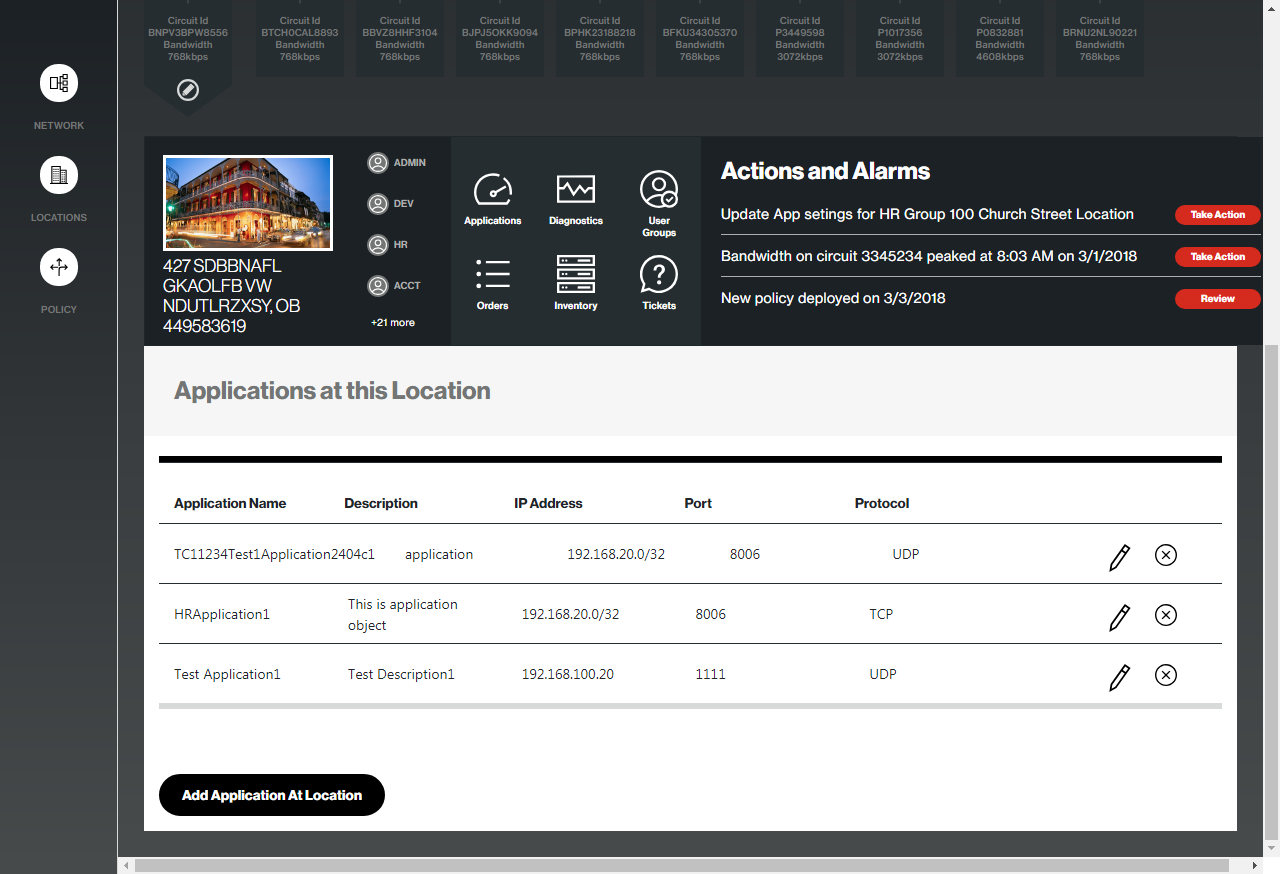 Circuit Id BNPV3BPW8556 Bandwidth 768kbps
Circuit Id BTCH0CAL8893 Bandwidth 768kbps
Circuit Id BBVZ8HHF3104 Bandwidth 768kbps
Circuit Id BJPJ5OKK9094 Bandwidth 768kbps
Circuit Id BPHK23188218 Bandwidth 768kbps
Circuit Id BFKU34305370 Bandwidth 768kbps
Circuit Id P3449598 Bandwidth 3072kbps
Circuit Id P1017356 Bandwidth 3072kbps
Circuit Id P0832881 Bandwidth 4608kbps
Circuit Id BRNU2NL90221 Bandwidth 768kbps
NETWORK
LOCATIONS
POLICY
427 SDBBNAFL
GKAOLFB VW
NDUTLRZXSY, OB
449583619
ADMIN
DEV
HR
ACCT
+21 more
Applications
Diagnostics
User
Groups
Orders
Inventory
Tickets
Actions and Alarms
Update App setings for HR Group 100 Church Street Location Take Action
Bandwidth on circuit 3345234 peaked at 8:03 AM on 3/1/2018 Take Action
New policy deployed on 3/3/2018 Review
Applications at this Location
Application Name Description IP Address Port Protocol
TC11234Test1Application2404c1 application 192.168.20.0/32 8006 UDP
HRApplication1 This is application object 192.168.20.0/32 8006 TCP
Test Application1 Test Description1 192.168.100.20 1111 UDP
Add Application At Location